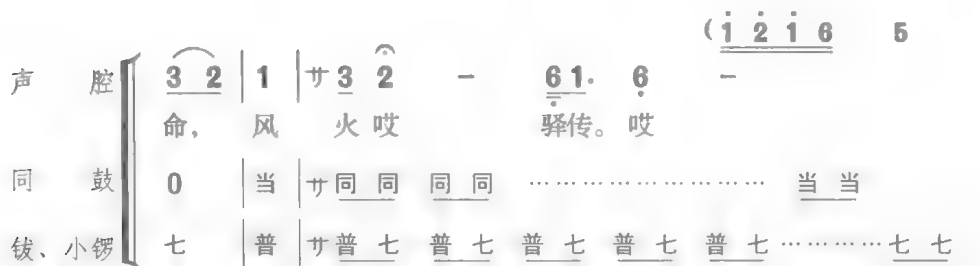 (1 2 1 6 5
声腔 3 2 | 1 | サ 3 2 - 6 1· 6 -
命, 风 火哎 驿传。哎
同鼓 0 | 当 | サ 同 同 同 同 …………………… 当 当
钹、小锣 七 | 普 | サ 普 七 普 七 普 七 普 七 普 七 ………… 七 七